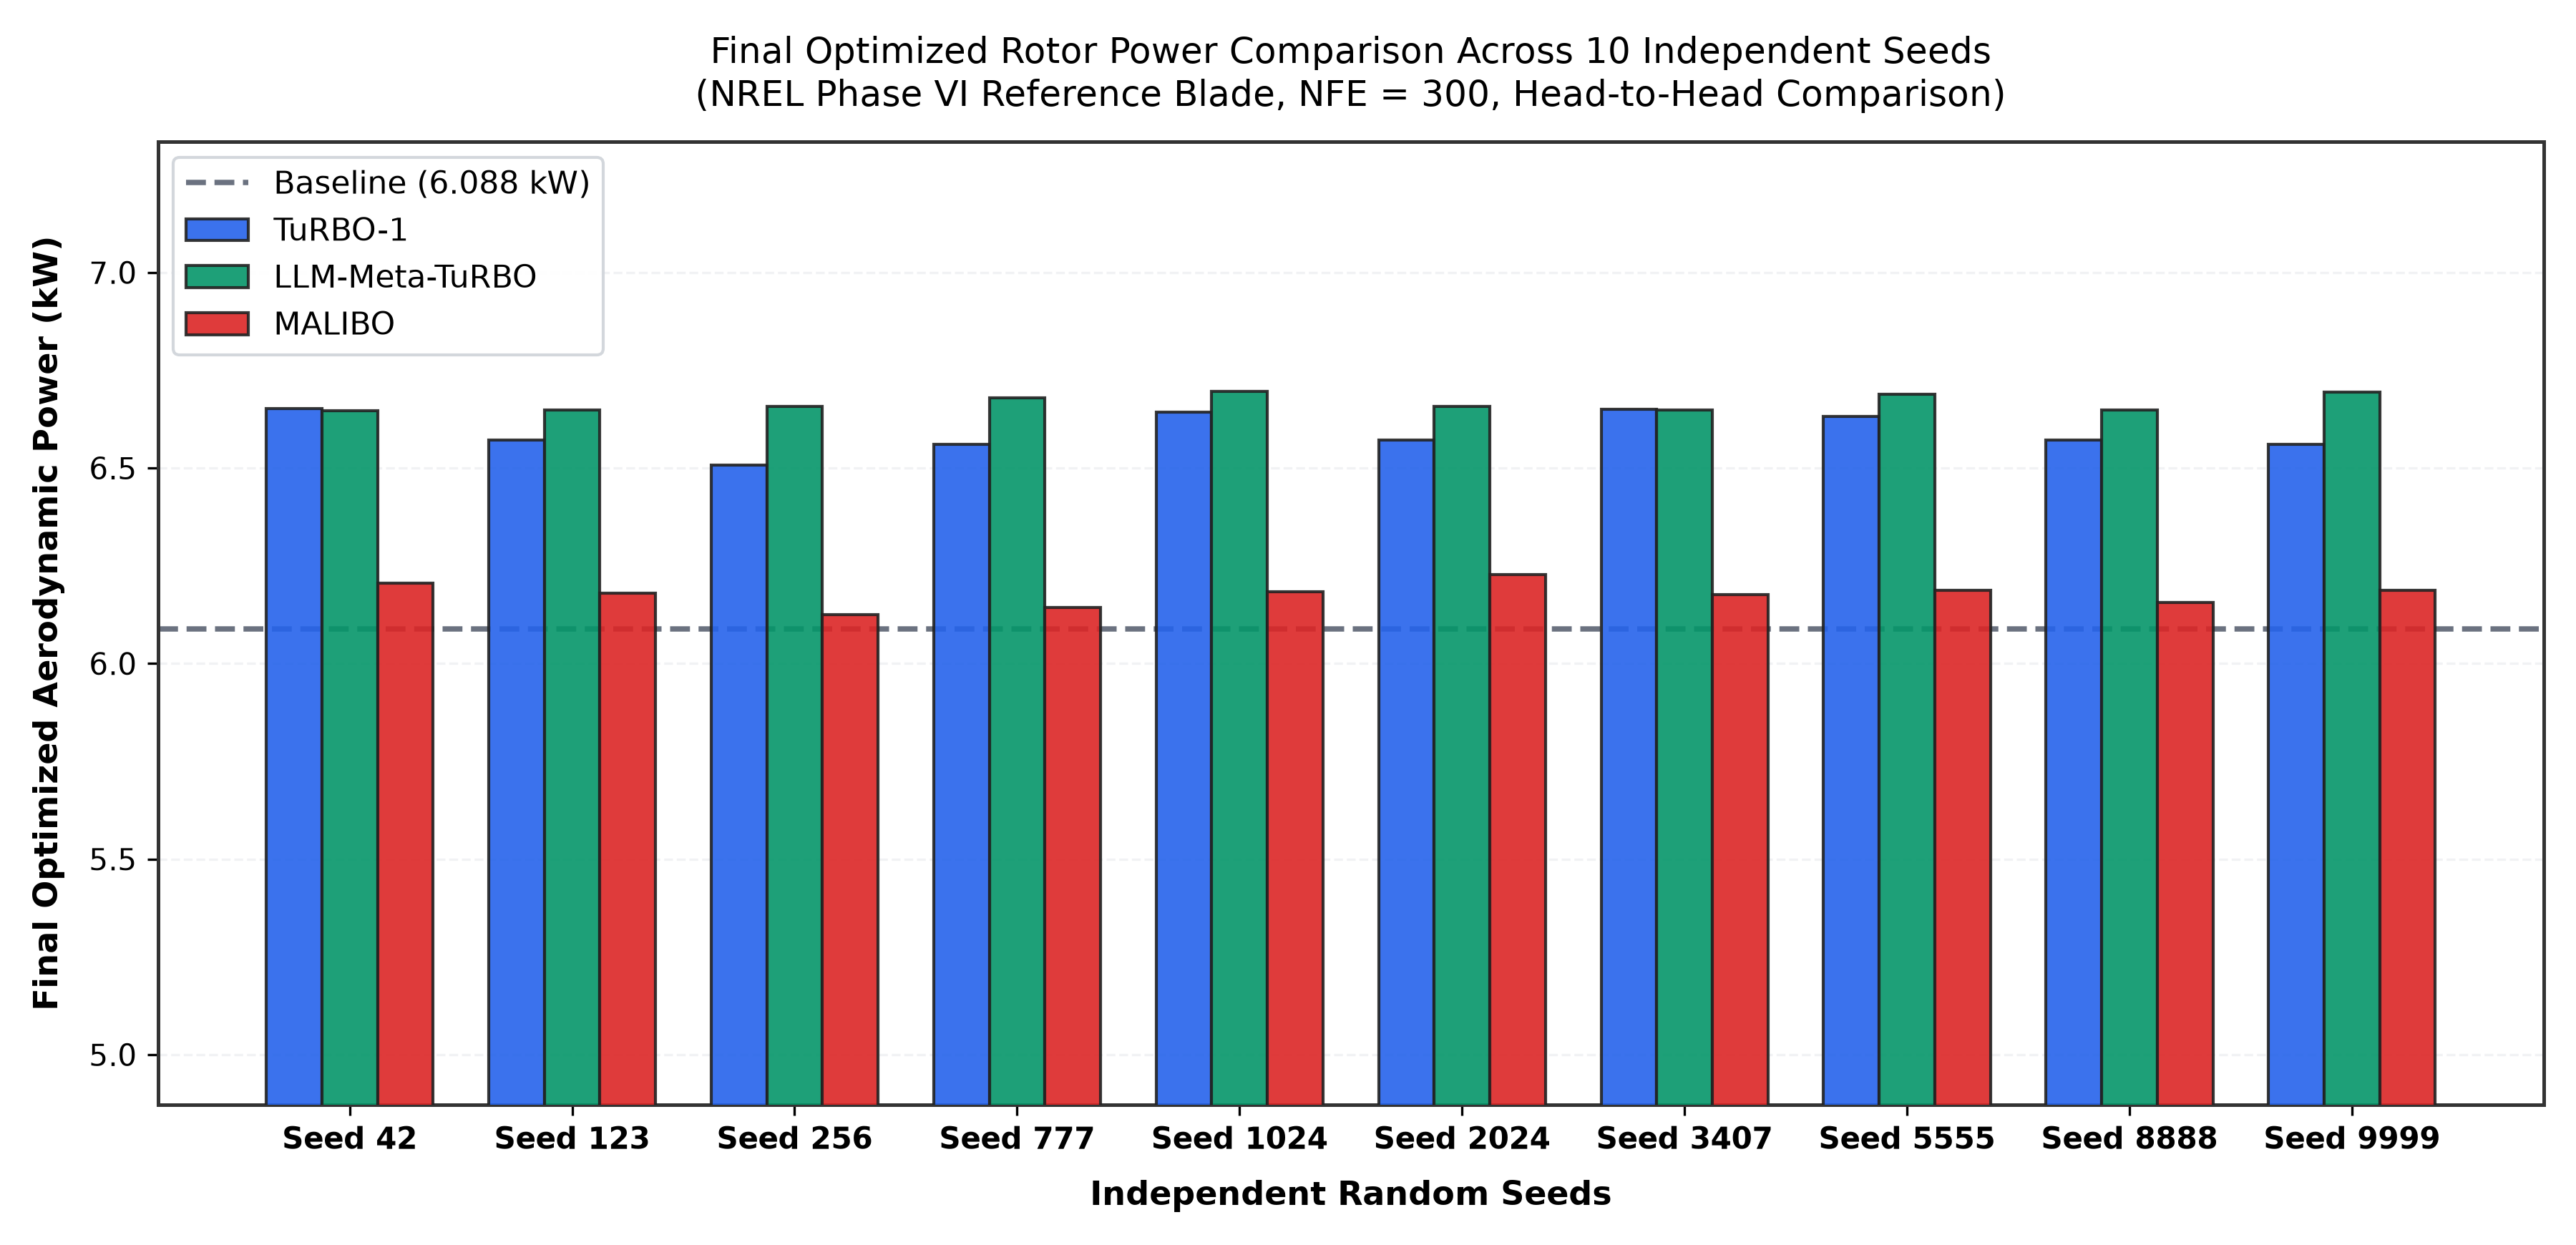 Final Optimized Rotor Power Comparison Across 10 Independent Seeds
(NREL Phase VI Reference Blade, NFE = 300, Head-to-Head Comparison)
Baseline (6.088 kW)
TuRBO-1
LLM-Meta-TuRBO
MALIBO
Final Optimized Aerodynamic Power (kW)
7.0
6.5
6.0
5.5
5.0
Seed 42 Seed 123 Seed 256 Seed 777 Seed 1024 Seed 2024 Seed 3407 Seed 5555 Seed 8888 Seed 9999
Independent Random Seeds